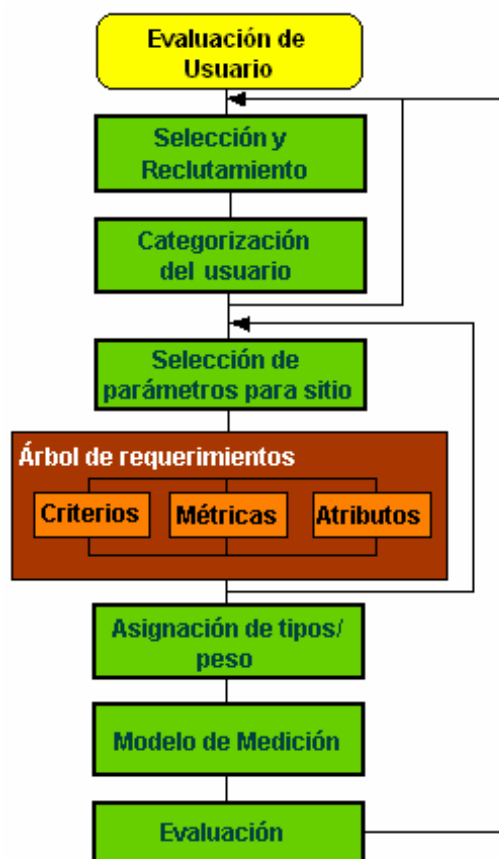 Evaluación de
Usuario
Selección y
Reclutamiento
Categorización
del usuario
Selección de
parámetros para sitio
Árbol de requerimientos
Criterios
Métricas
Atributos
Asignación de tipos/
peso
Modelo de Medición
Evaluación